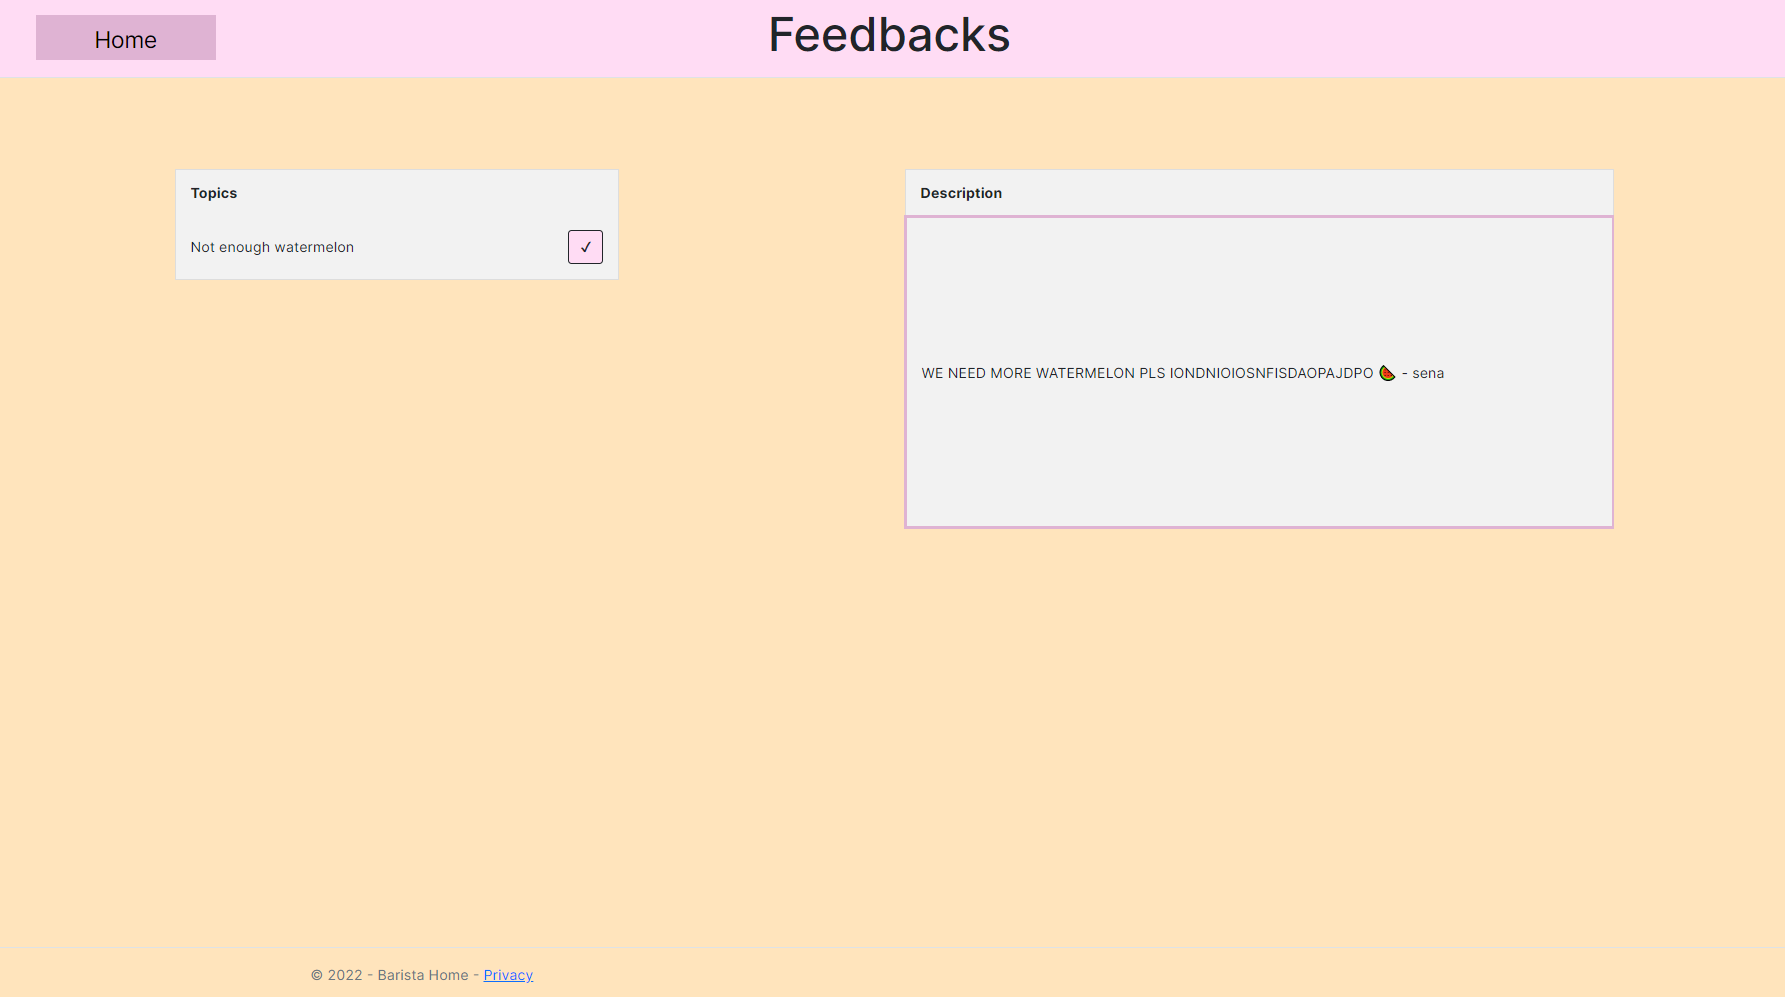 Home
Feedbacks
Topics
Not enough watermelon
✓
Description
WE NEED MORE WATERMELON PLS IONDNIOIOSNFISDAOPAJDPO 🍉 - sena
© 2022 - Barista Home - Privacy